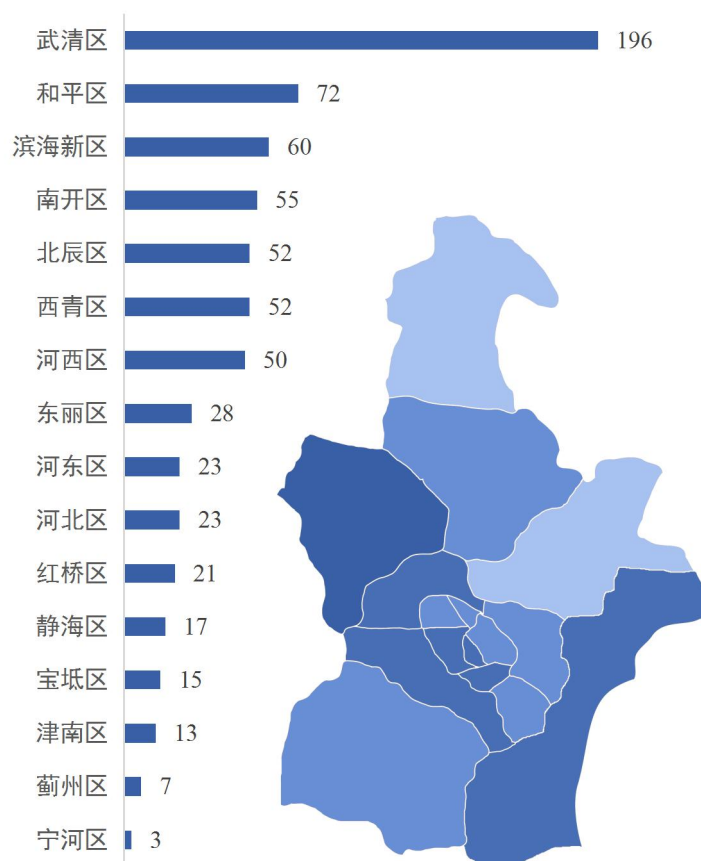 武清区 196
和平区 72
滨海新区 60
南开区 55
北辰区 52
西青区 52
河西区 50
东丽区 28
河东区 23
河北区 23
红桥区 21
静海区 17
宝坻区 15
津南区 13
蓟州区 7
宁河区 3